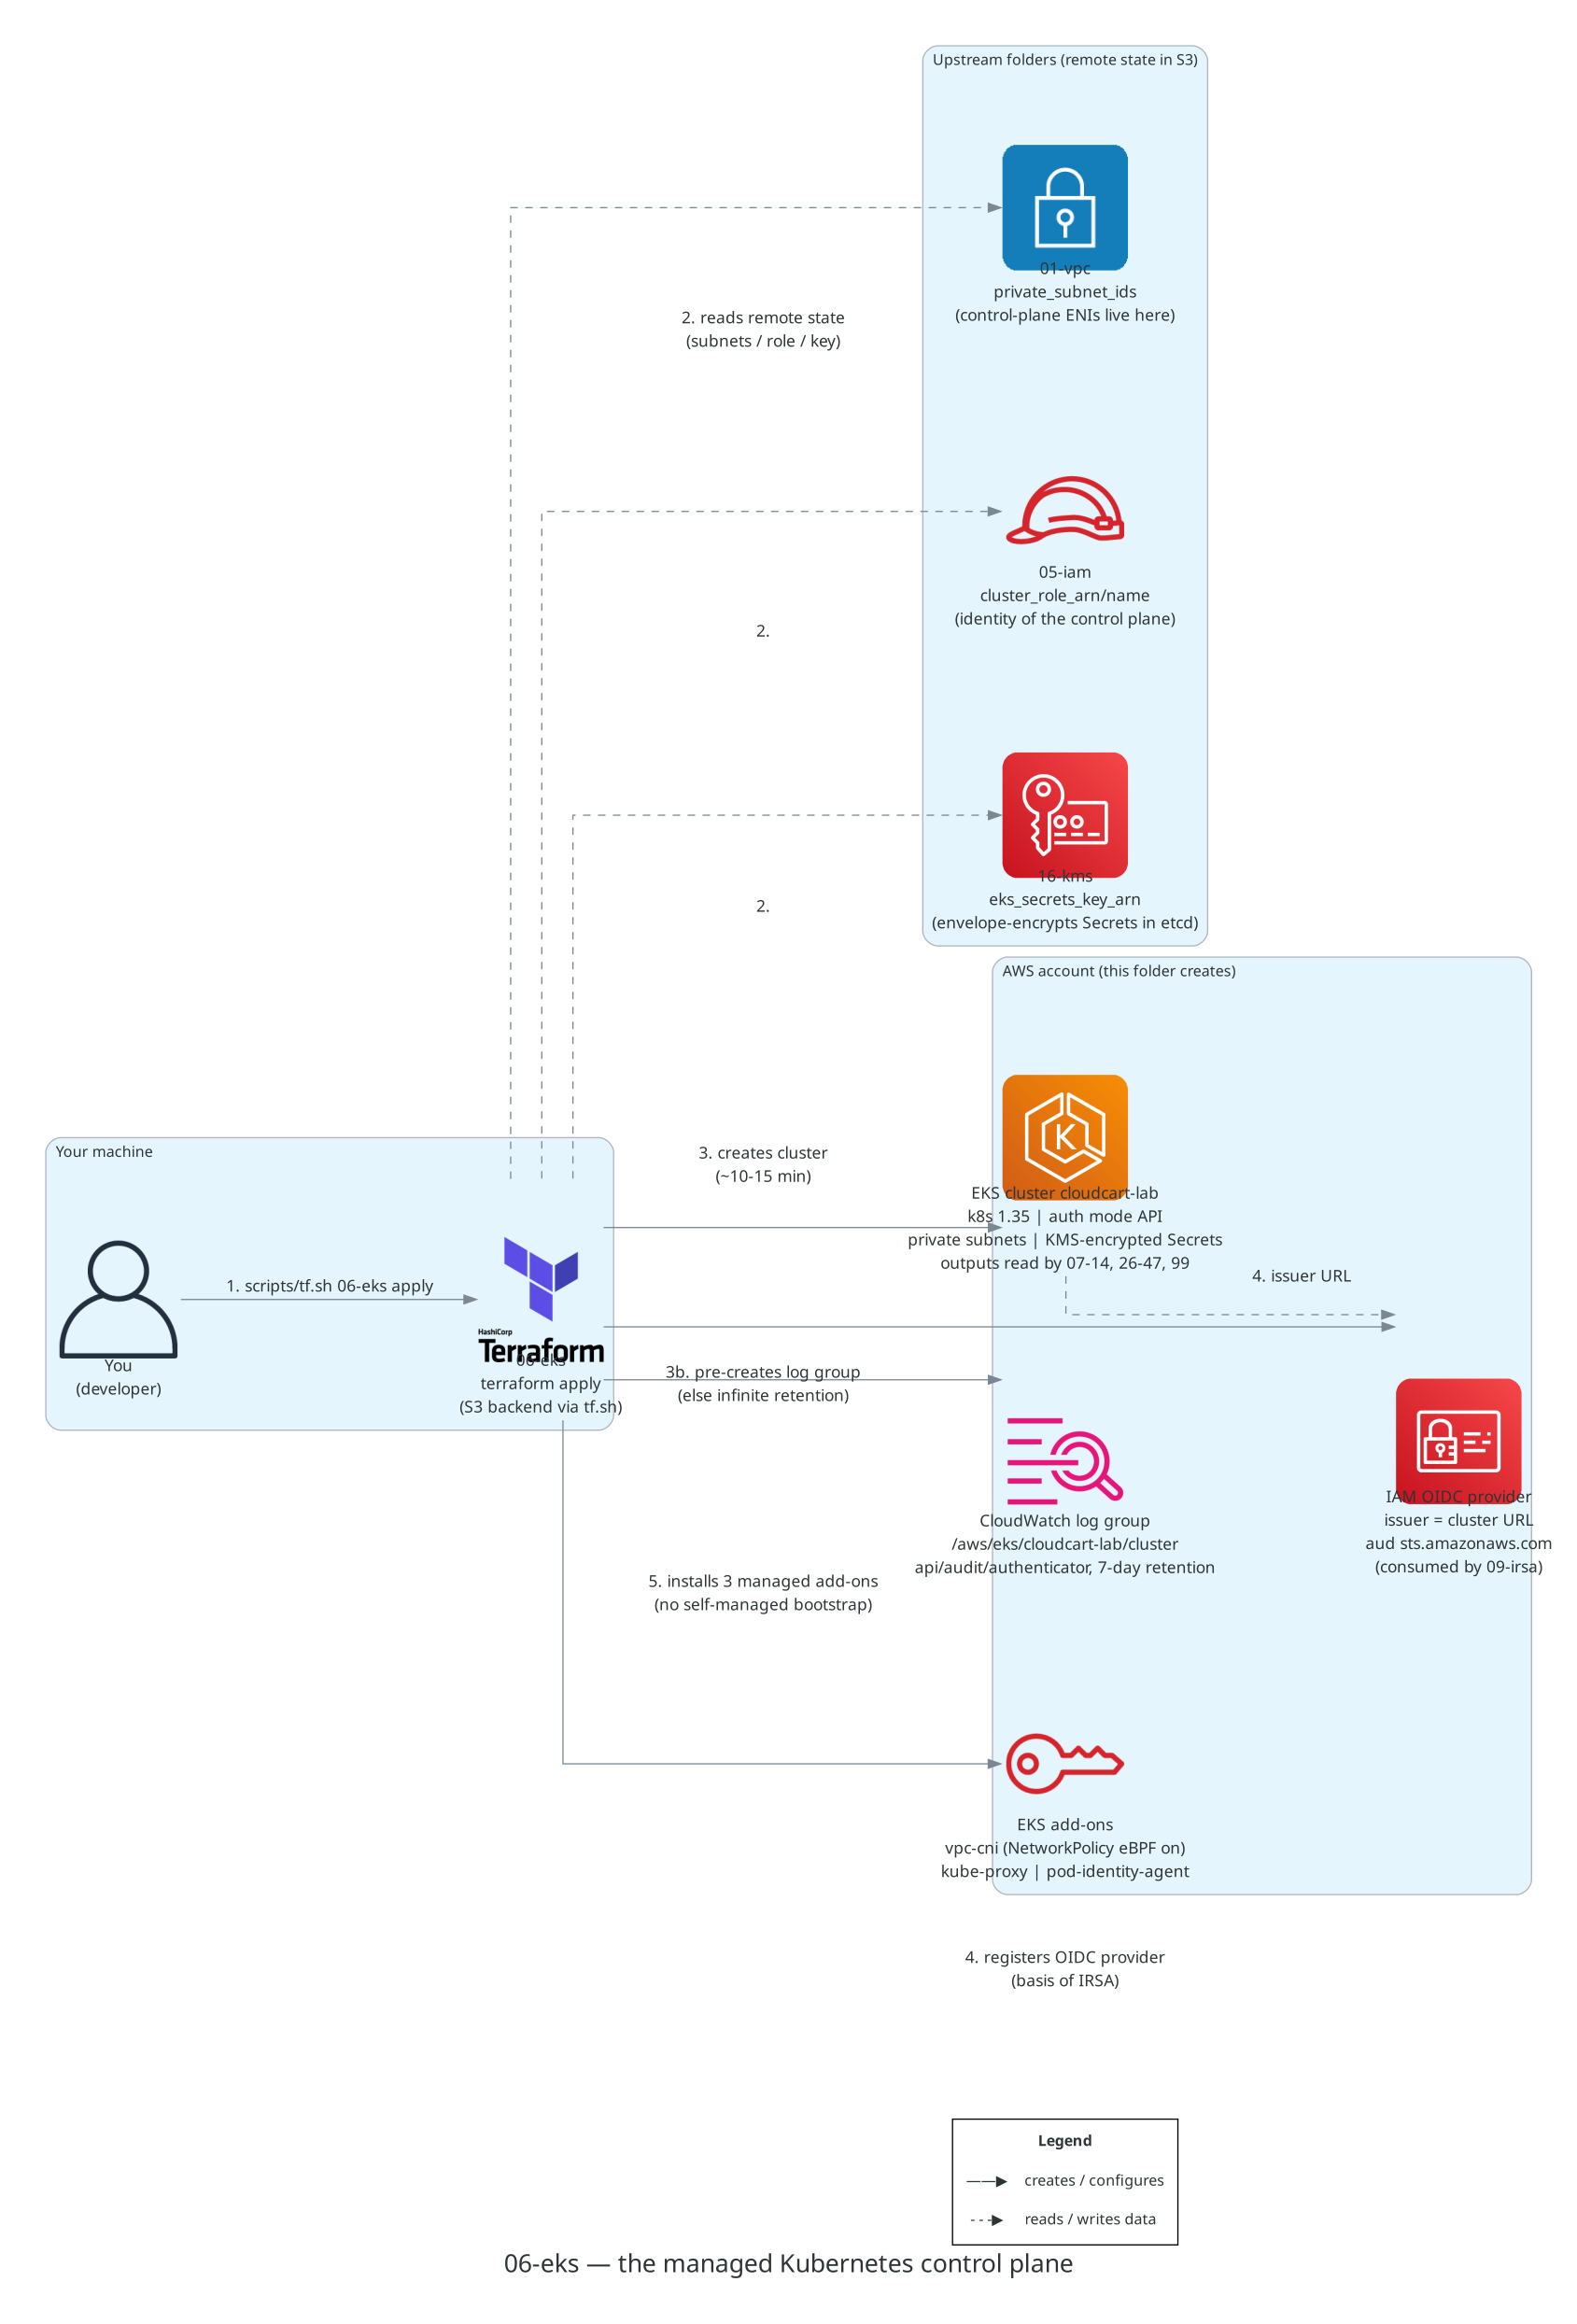 Upstream folders (remote state in S3)
01-vpc
private_subnet_ids
(control-plane ENIs live here)
2. reads remote state
(subnets / role / key)
05-iam
cluster_role_arn/name
(identity of the control plane)
2.
16-kms
eks_secrets_key_arn
(envelope-encrypts Secrets in etcd)
2.
AWS account (this folder creates)
Your machine
3. creates cluster
(~10-15 min)
K
EKS cluster cloudcart-lab
k8s 1.35 | auth mode API
private subnets | KMS-encrypted Secrets
outputs read by 07-14, 26-47, 99
4. issuer URL
1. scripts/tf.sh 06-eks apply
You
(developer)
HashiCorp
Terraform
06-eks
terraform apply
(S3 backend via tf.sh)
3b. pre-creates log group
(else infinite retention)
CloudWatch log group
/aws/eks/cloudcart-lab/cluster
api/audit/authenticator, 7-day retention
IAM OIDC provider
issuer = cluster URL
aud sts.amazonaws.com
(consumed by 09-irsa)
5. installs 3 managed add-ons
(no self-managed bootstrap)
EKS add-ons
vpc-cni (NetworkPolicy eBPF on)
kube-proxy | pod-identity-agent
4. registers OIDC provider
(basis of IRSA)
Legend
creates / configures
reads / writes data
06-eks — the managed Kubernetes control plane